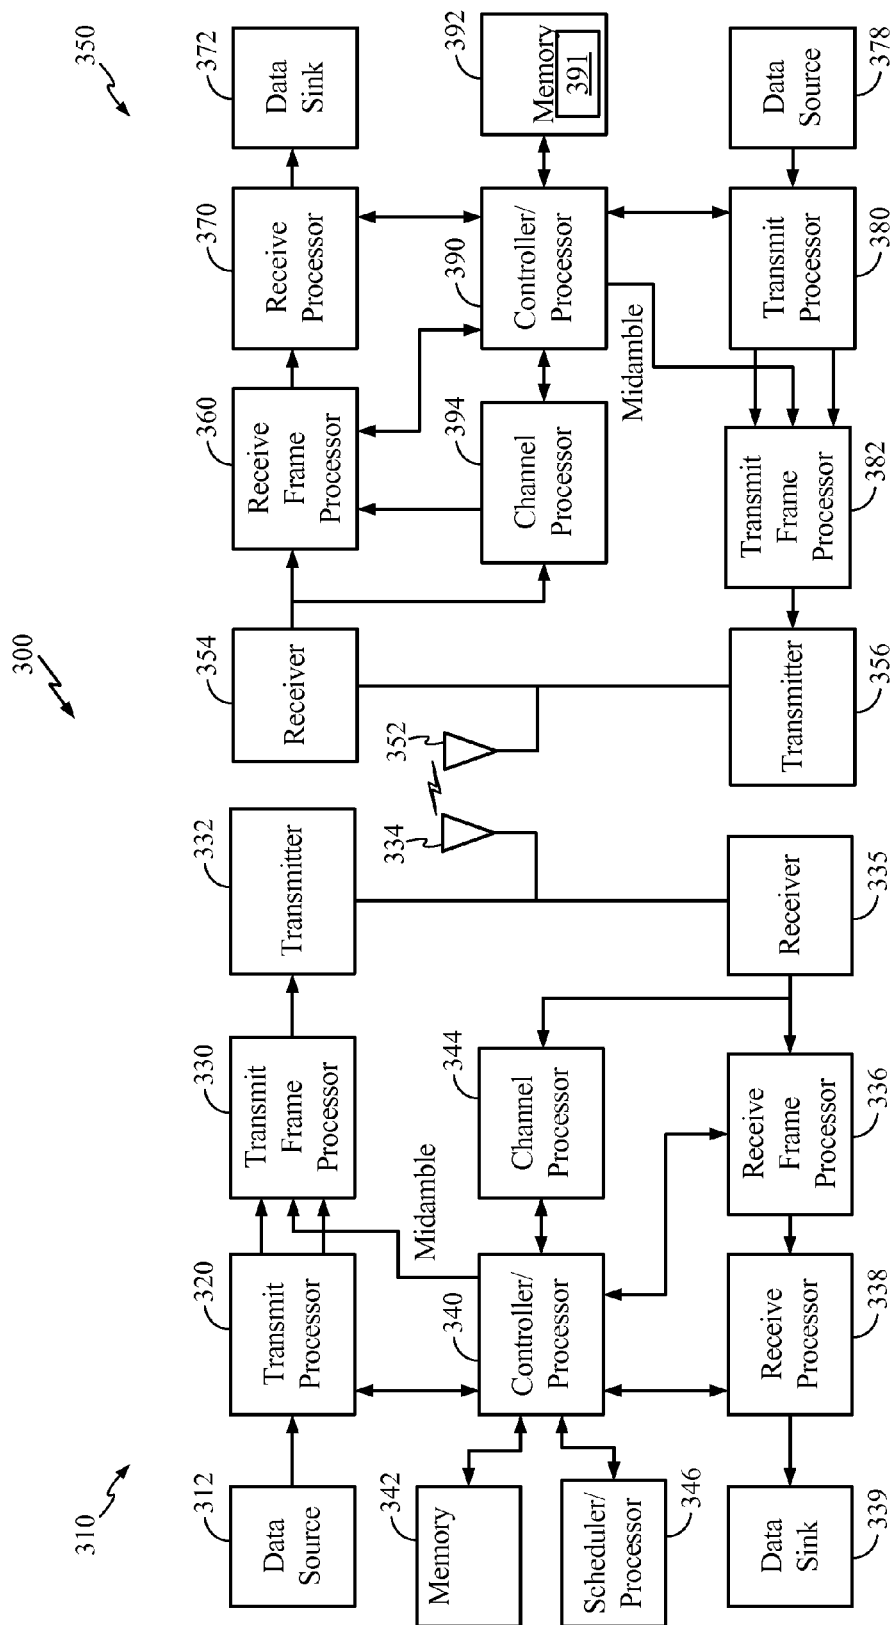 300
310
350
312
Data
Source
320
Transmit
Processor
330
Transmit
Frame
Processor
332
Transmitter
354
Receiver
360
Receive
Frame
Processor
370
Receive
Processor
372
Data
Sink
Midamble
334
352
342
Memory
340
Controller/
Processor
344
Channel
Processor
394
Channel
Processor
390
Controller/
Processor
392
Memory
391
346
Scheduler/
Processor
Midamble
339
Data
Sink
338
Receive
Processor
336
Receive
Frame
Processor
335
Receiver
356
Transmitter
382
Transmit
Frame
Processor
380
Transmit
Processor
378
Data
Source